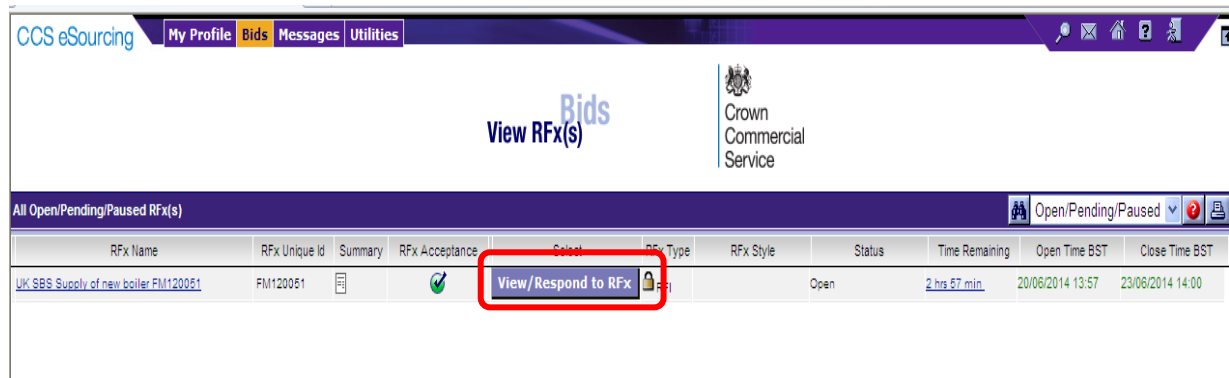 CCS eSourcing
My Profile Bids Messages Utilities
Bids
View RFx(s)
Crown
Commercial
Service
All Open/Pending/Paused RFx(s) Open/Pending/Paused
RFx Name RFx Unique Id Summary RFx Acceptance Select RFx Type RFx Style Status Time Remaining Open Time BST Close Time BST
UK SBS Supply of new boiler FM120051 FM120051 View/Respond to RFx RFI Open 2 hrs 57 min 20/06/2014 13:57 23/06/2014 14:00